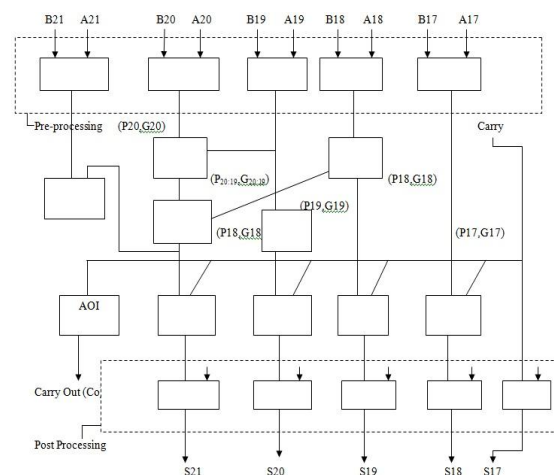 B21 A21 B20 A20 B19 A19 B18 A18 B17 A17
Pre-processing (P20,G20) Carry
(P20:19,G20:19) (P18,G18)
(P19,G19)
(P18,G18 (P17,G17)
AOI
Carry Out (Co
Post Processing
S21 S20 S19 S18 S17